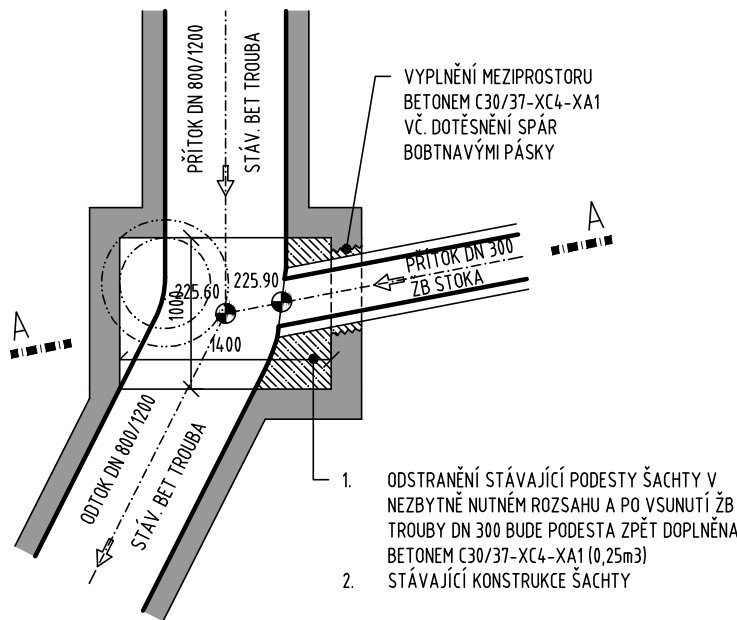 PŘÍTOK DN 800/1200
STÁV. BET TROUBA
VYPLNĚNÍ MEZIPROSTORU
BETONEM C30/37-XC4-XA1
VČ. DOTĚSNĚNÍ SPÁR
BOBTNAVÝMI PÁSKY
A
PŘÍTOK DN 300
ŽB STOKA
225.60
225.90
1000
1400
A
ODTOK DN 800/1200
STÁV. BET TROUBA
1. ODSTRANĚNÍ STÁVAJÍCÍ PODESTY ŠACHTY V
NEZBYTNĚ NUTNÉM ROZSAHU A PO VSUNUTÍ ŽB
TROUBY DN 300 BUDE PODESTA ZPĚT DOPLNĚNA
BETONEM C30/37-XC4-XA1 (0,25m3)
2. STÁVAJÍCÍ KONSTRUKCE ŠACHTY